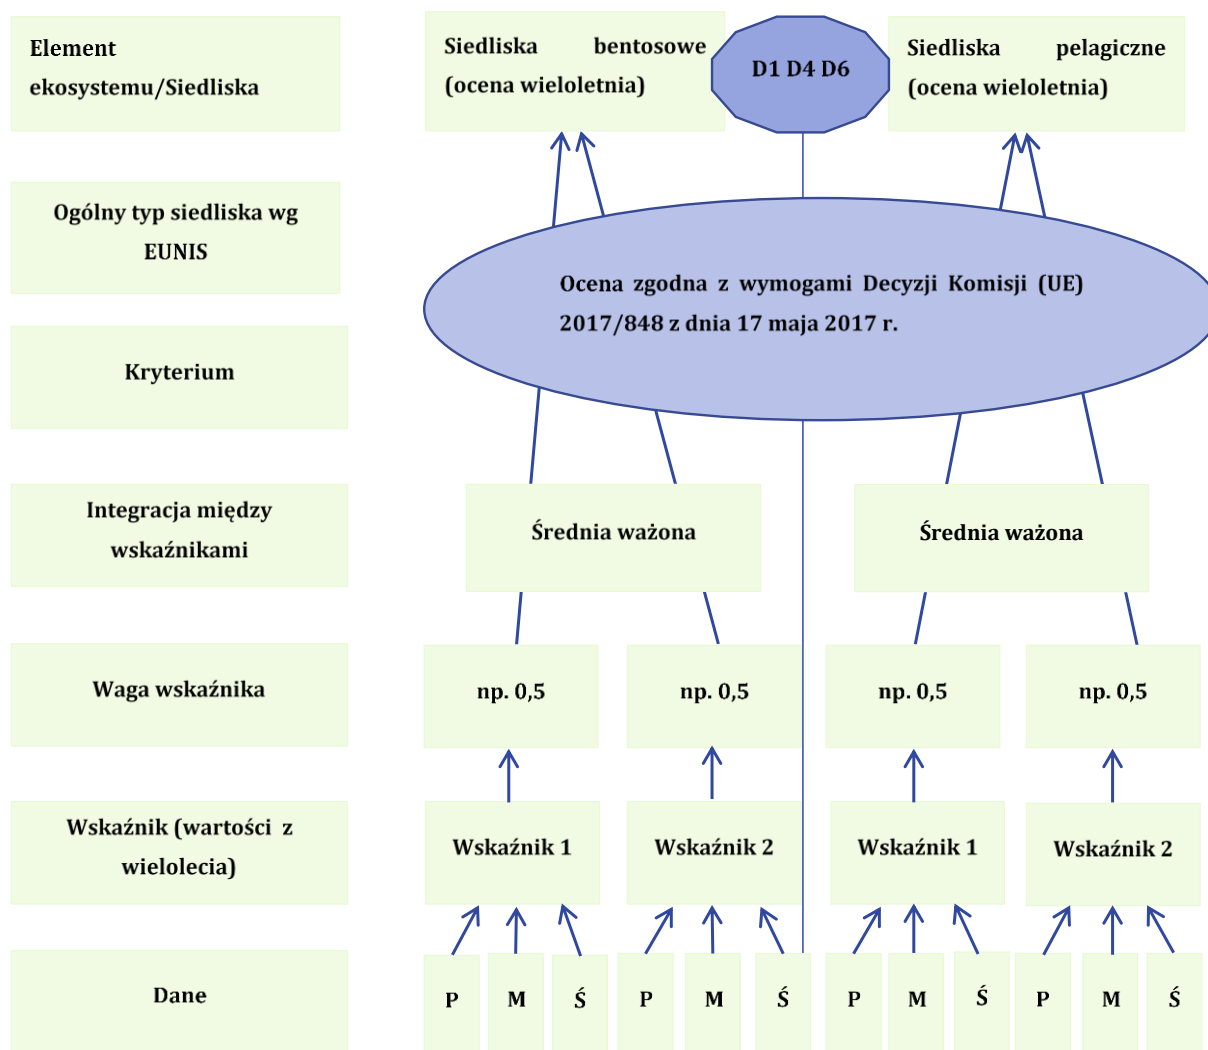 Element
ekosystemu/Siedliska
Siedliska bentosowe
(ocena wieloletnia)
D1 D4 D6
Siedliska pelagiczne
(ocena wieloletnia)
Ogólny typ siedliska wg
EUNIS
Ocena zgodna z wymogami Decyzji Komisji (UE)
2017/848 z dnia 17 maja 2017 r.
Kryterium
Integracja między
wskaźnikami
Średnia ważona
Średnia ważona
Waga wskaźnika
np. 0,5
np. 0,5
np. 0,5
np. 0,5
Wskaźnik (wartości z
wielolecia)
Wskaźnik 1
Wskaźnik 2
Wskaźnik 1
Wskaźnik 2
Dane
P
M
Ś
P
M
Ś
P
M
Ś
P
M
Ś